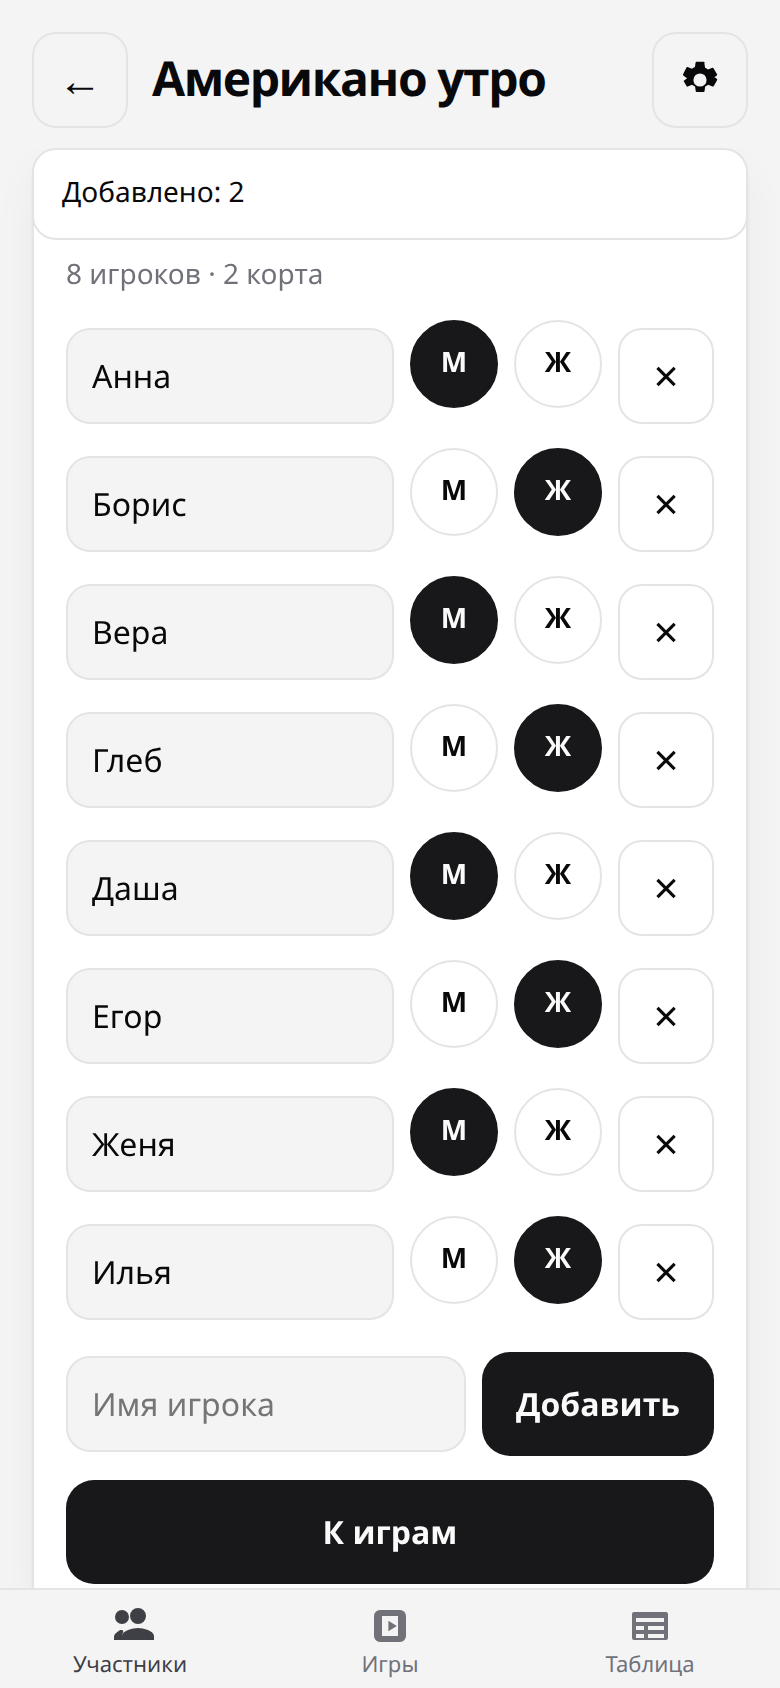 ← Американо утро
Добавлено: 2
8 игроков · 2 корта
Анна М Ж ✕
Борис М Ж ✕
Вера М Ж ✕
Глеб М Ж ✕
Даша М Ж ✕
Егор М Ж ✕
Женя М Ж ✕
Илья М Ж ✕
Имя игрока Добавить
К играм
Участники Игры Таблица